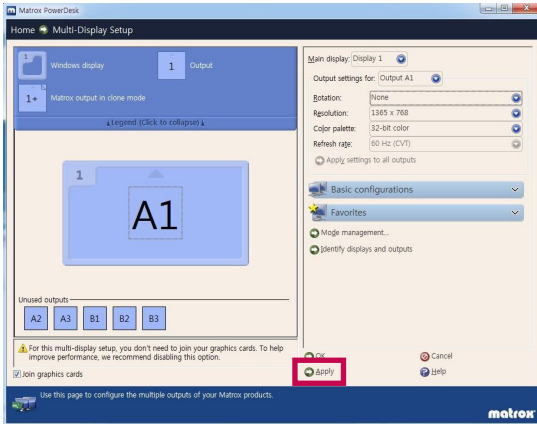 Matrox PowerDesk
Home Multi-Display Setup
1 Windows display
1 Output
1+ Matrox output in clone mode
Legend (Click to collapse)
1
A1
Unused outputs
A2 A3 B1 B2 B3
For this multi-display setup, you don't need to join your graphics cards. To help
improve performance, we recommend disabling this option.
Join graphics cards
Main display: Display 1
Output settings for: Output A1
Rotation: None
Resolution: 1365 x 768
Color palette: 32-bit color
Refresh rate: 60 Hz (CVT)
Apply settings to all outputs
Basic configurations
Favorites
Mode management...
Identify displays and outputs
OK Cancel
Apply Help
Use this page to configure the multiple outputs of your Matrox products.
matrox